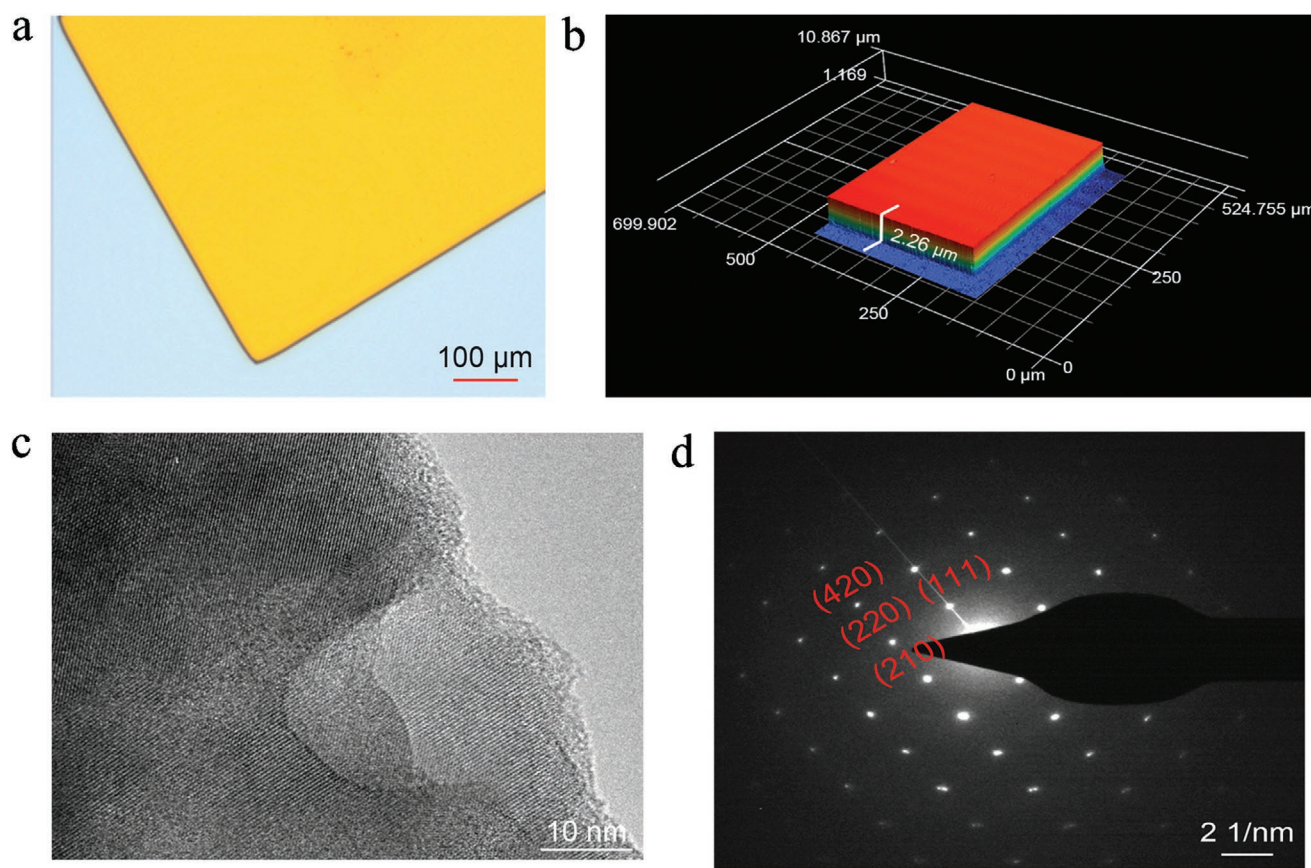 a
100 µm
b
10.867 µm
1.169
699.902
500
250
2.26 µm
524.755 µm
250
0
0 µm
c
10 nm
d
(420)
(111)
(220)
(210)
2 1/nm